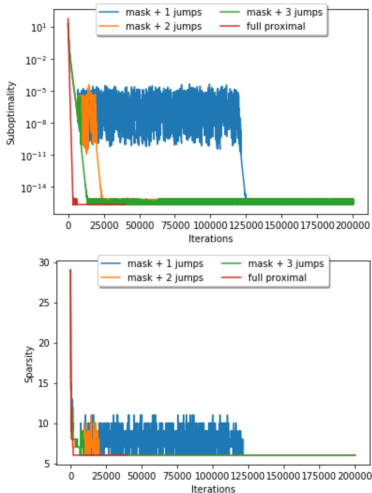 mask + 1 jumps mask + 3 jumps
mask + 2 jumps full proximal
10^1
10^-2
10^-5
10^-8
10^-11
10^-14
Suboptimality
0 25000 50000 75000 100000 125000 150000 175000 200000
Iterations
mask + 1 jumps mask + 3 jumps
mask + 2 jumps full proximal
30
25
20
15
10
5
Sparsity
0 25000 50000 75000 100000 125000 150000 175000 200000
Iterations